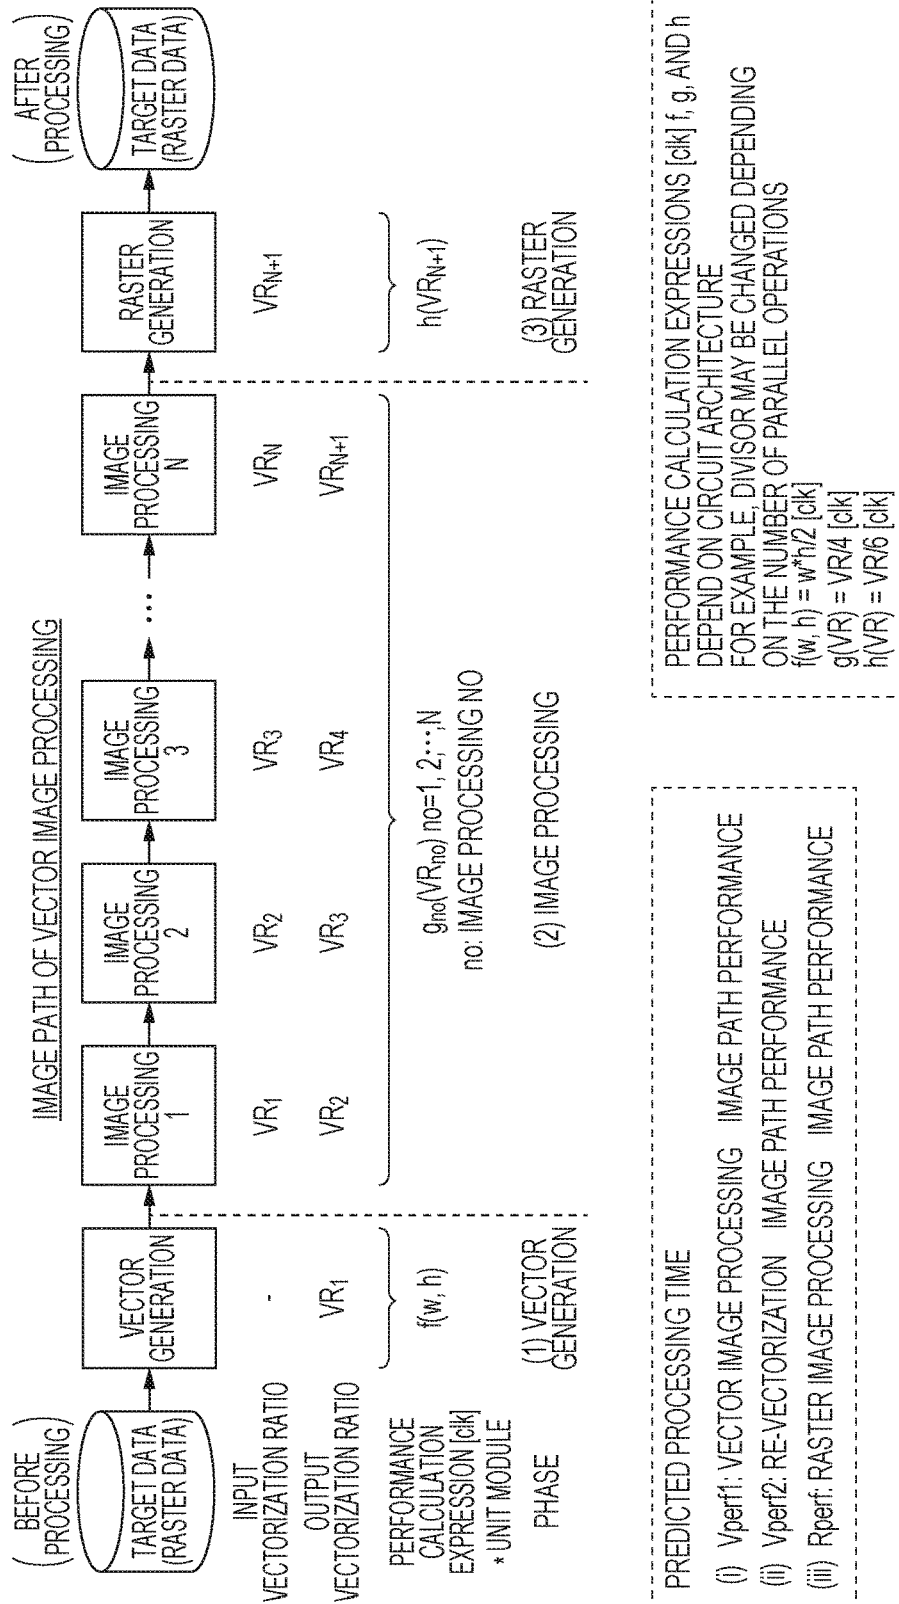 IMAGE PATH OF VECTOR IMAGE PROCESSING
(BEFORE
PROCESSING)
TARGET DATA
(RASTER DATA)
VECTOR
GENERATION
IMAGE
PROCESSING
1
IMAGE
PROCESSING
2
IMAGE
PROCESSING
3
...
IMAGE
PROCESSING
N
RASTER
GENERATION
(AFTER
PROCESSING)
TARGET DATA
(RASTER DATA)
INPUT
VECTORIZATION RATIO
-
VR1
VR2
VR3
VRN
VRN+1
OUTPUT
VECTORIZATION RATIO
VR1
VR2
VR3
VR4
VRN+1
PERFORMANCE
CALCULATION
EXPRESSION [clk]
* UNIT MODULE
f(w, h)
gno(VRno) no=1, 2,...,N
no: IMAGE PROCESSING NO
h(VRN+1)
PHASE
(1) VECTOR
GENERATION
(2) IMAGE PROCESSING
(3) RASTER
GENERATION
PREDICTED PROCESSING TIME
(i) Vperf1: VECTOR IMAGE PROCESSING IMAGE PATH PERFORMANCE
(ii) Vperf2: RE-VECTORIZATION IMAGE PATH PERFORMANCE
(iii) Rperf: RASTER IMAGE PROCESSING IMAGE PATH PERFORMANCE
PERFORMANCE CALCULATION EXPRESSIONS [clk] f, g, AND h
DEPEND ON CIRCUIT ARCHITECTURE
FOR EXAMPLE, DIVISOR MAY BE CHANGED DEPENDING
ON THE NUMBER OF PARALLEL OPERATIONS
f(w, h) = w*h/2 [clk]
g(VR) = VR/4 [clk]
h(VR) = VR/6 [clk]